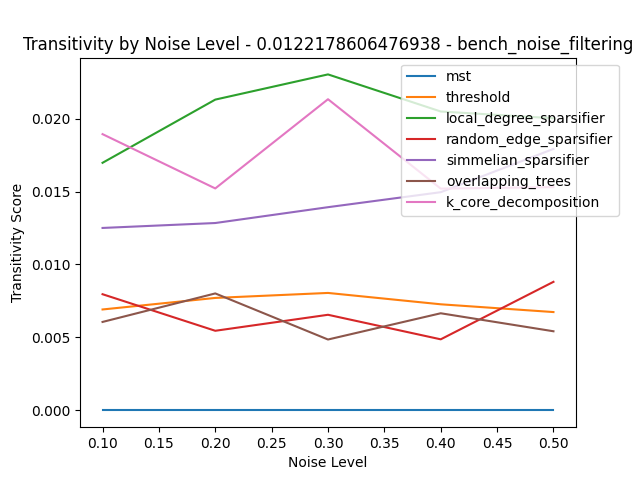 Transitivity by Noise Level - 0.0122178606476938 - bench_noise_filtering
mst
threshold
local_degree_sparsifier
random_edge_sparsifier
simmelian_sparsifier
overlapping_trees
k_core_decomposition
Transitivity Score
0.020
0.015
0.010
0.005
0.000
0.10 0.15 0.20 0.25 0.30 0.35 0.40 0.45 0.50
Noise Level